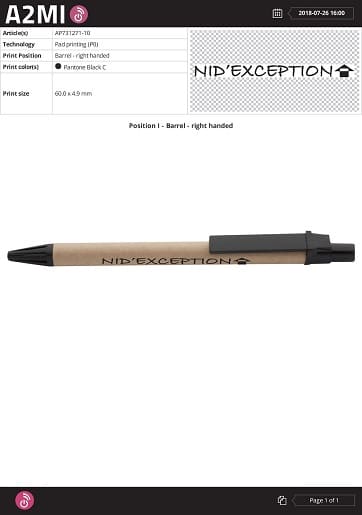 A2MI
2018-07-26 16:00
Article(s) AP731271-10
Technology Pad printing (P0)
Print Position Barrel - right handed
Print color(s) Pantone Black C
Print size 60.0 x 4.9 mm
NID'EXCEPTION
Position I - Barrel - right handed
NID'EXCEPTION
Page 1 of 1